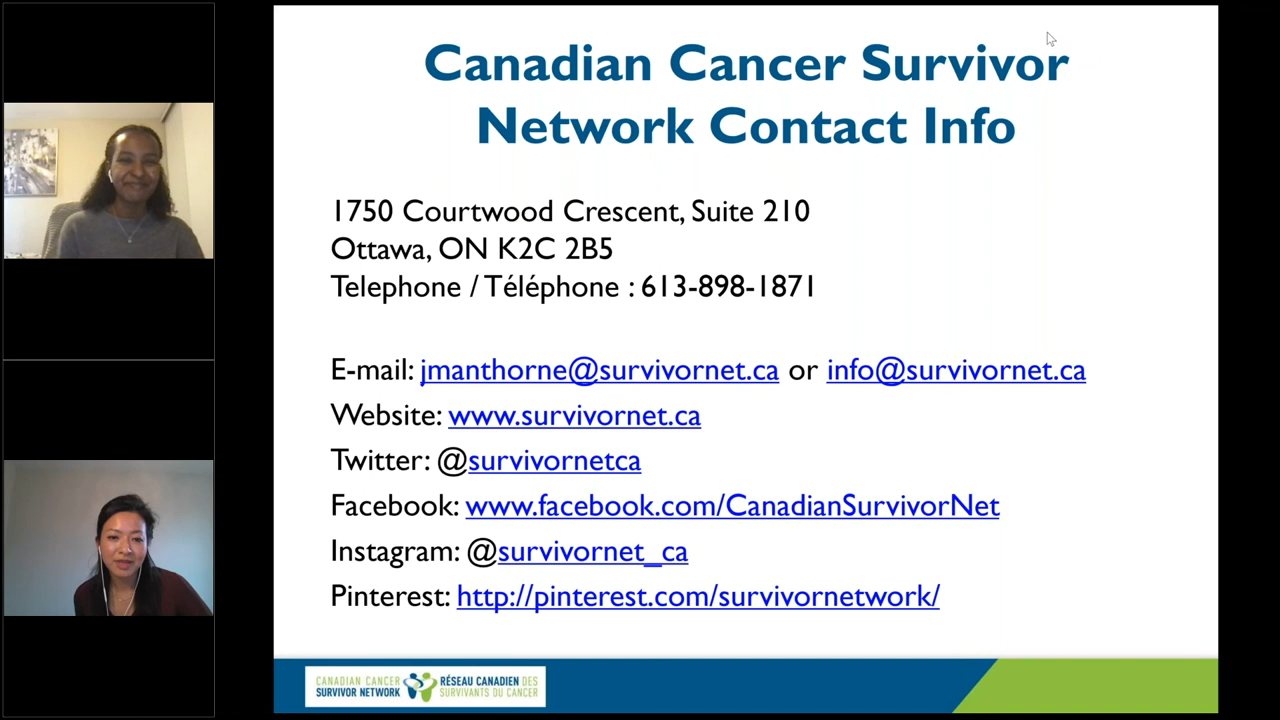 Canadian Cancer Survivor
Network Contact Info
1750 Courtwood Crescent, Suite 210
Ottawa, ON K2C 2B5
Telephone / Téléphone : 613-898-1871
E-mail: jmanthorne@survivornet.ca or info@survivornet.ca
Website: www.survivornet.ca
Twitter: @survivornetca
Facebook: www.facebook.com/CanadianSurvivorNet
Instagram: @survivornet_ca
Pinterest: http://pinterest.com/survivornetwork/
CANADIAN CANCER
SURVIVOR NETWORK
RÉSEAU CANADIEN DES
SURVIVANTS DU CANCER